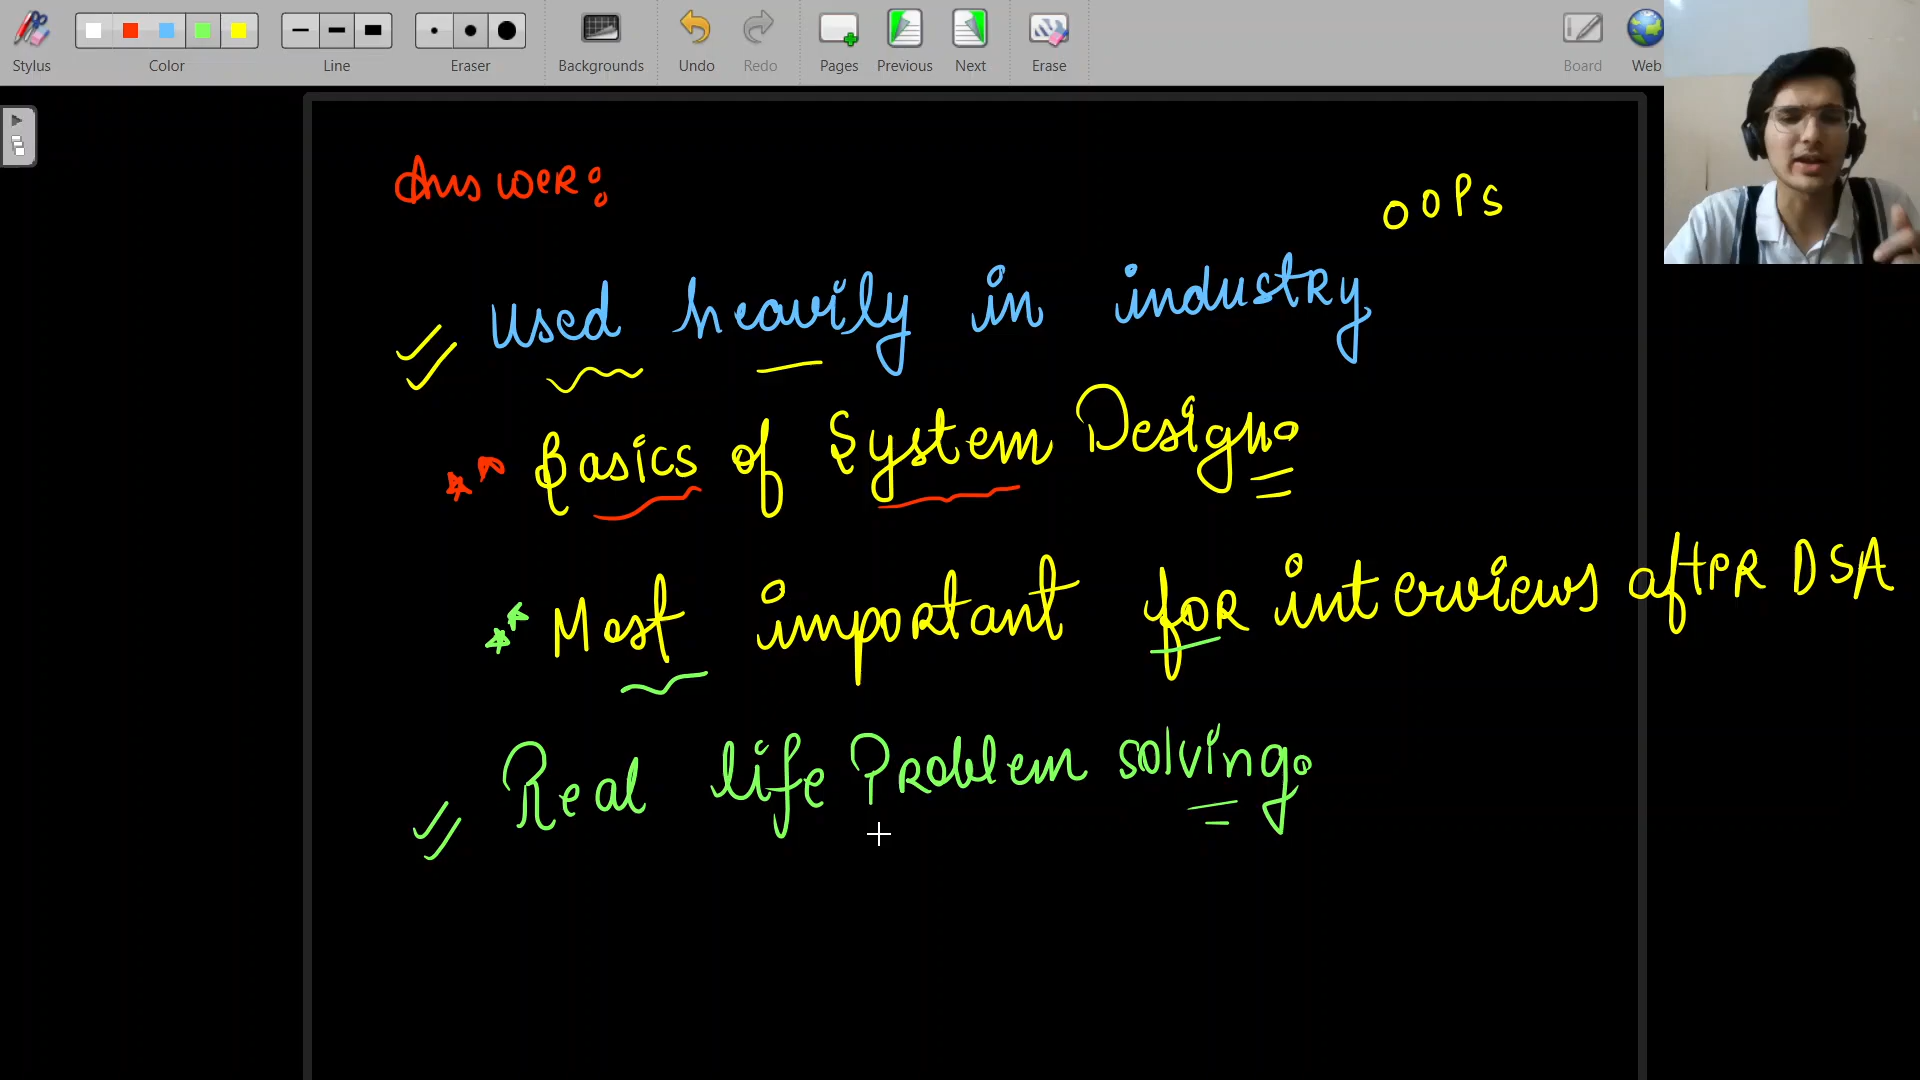 Stylus Color Line Eraser Backgrounds Undo Redo Pages Previous Next Erase Board Web
Answer:
OOPS
Used heavily in industry
Basics of System Design.
Most important for interviews after DSA
Real life Problem solving.